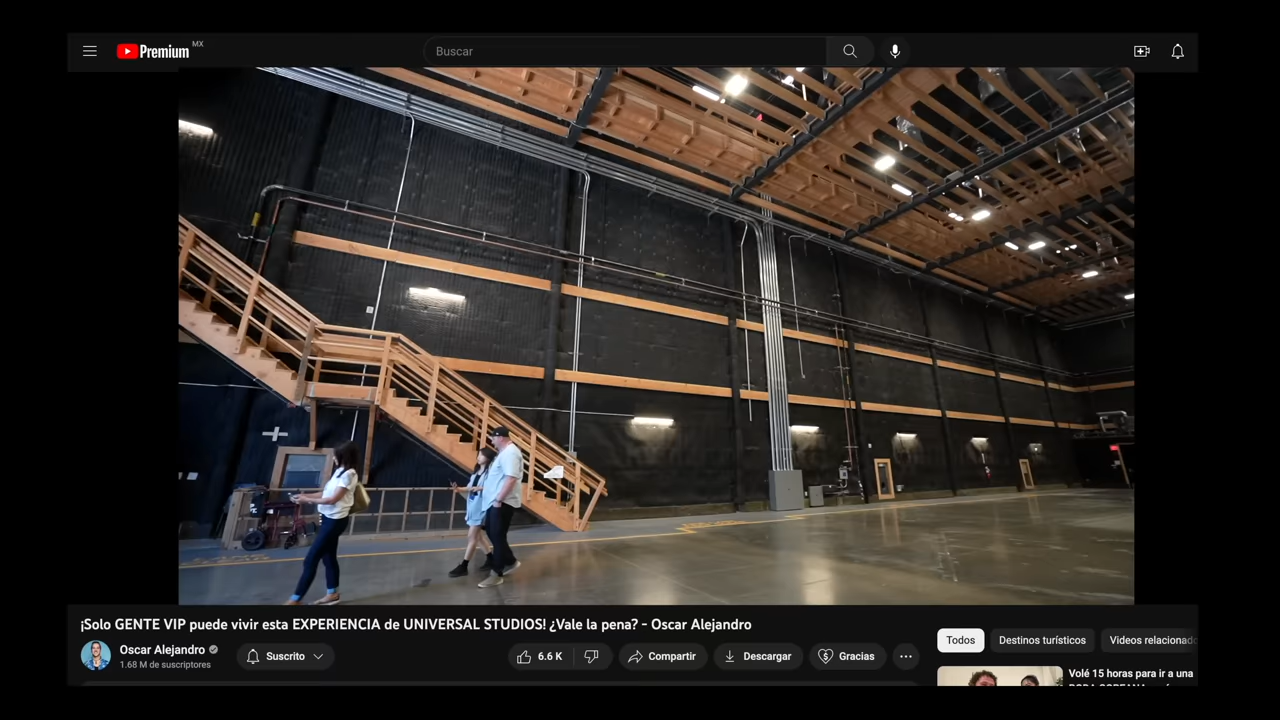 Premium MX
Buscar
¡Solo GENTE VIP puede vivir esta EXPERIENCIA de UNIVERSAL STUDIOS! ¿Vale la pena? - Oscar Alejandro
Oscar Alejandro
1.68 M de suscriptores
Suscrito
6.6 K
Compartir
Descargar
Gracias
Todos
Destinos turísticos
Videos relacionado
Volé 15 horas para ir a una